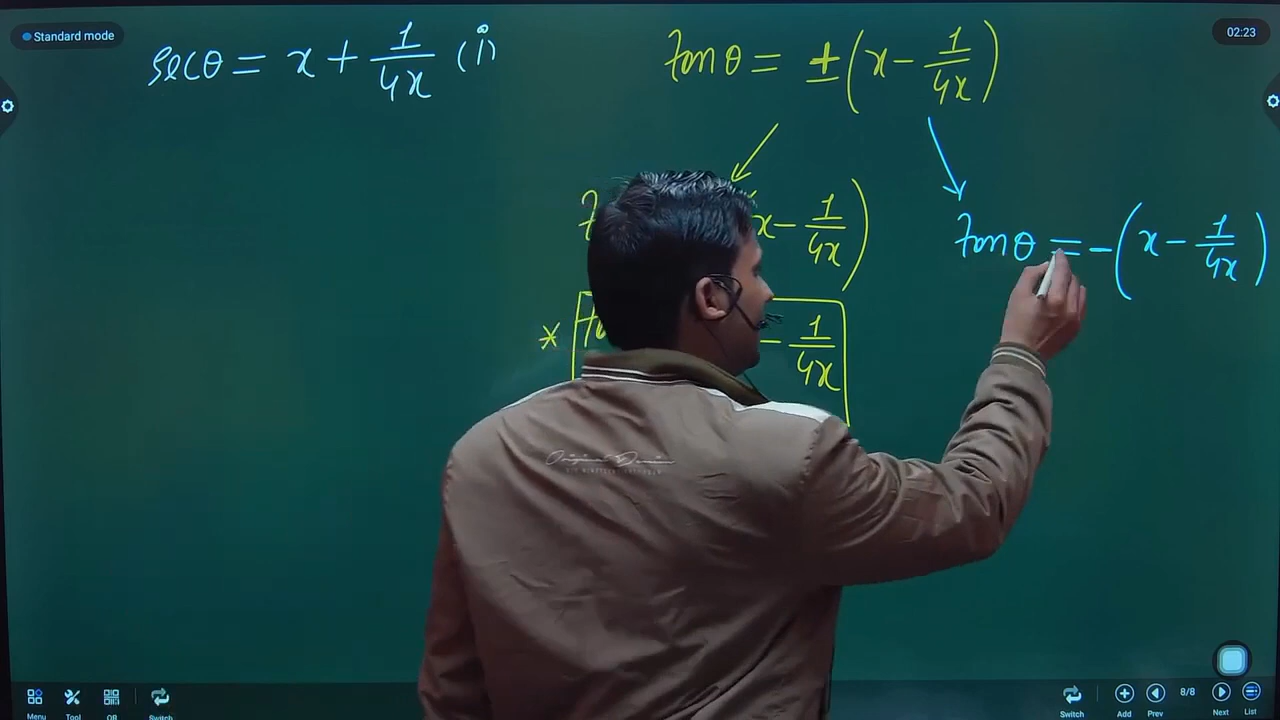 Standard mode
02:23
secθ = x + 1/4x (i)
tanθ = ±(x - 1/4x)
x - 1/4x)
tanθ = -(x - 1/4x)
* - 1/4x
Menu Tool QR Switch Switch Add Prev 8/8 Next List